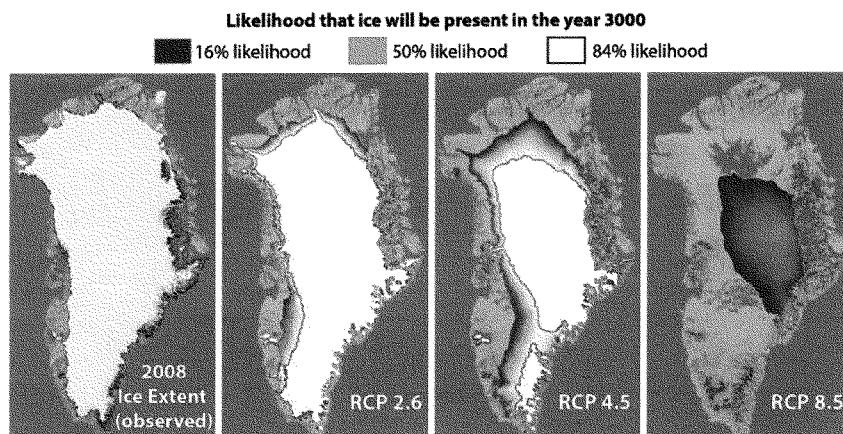 Likelihood that ice will be present in the year 3000
16% likelihood 50% likelihood 84% likelihood
2008
Ice Extent
(observed)
RCP 2.6
RCP 4.5
RCP 8.5